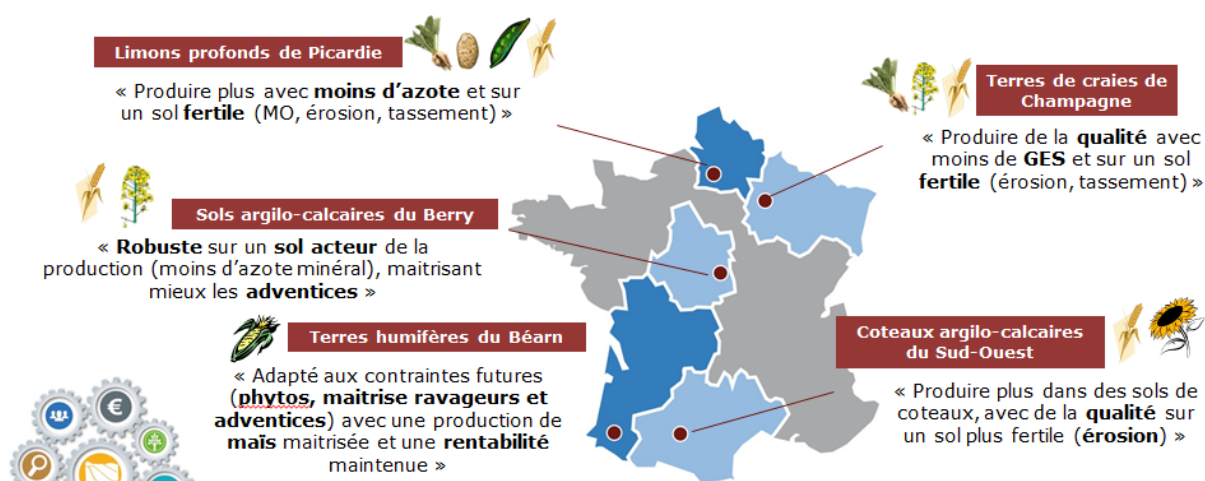 Limons profonds de Picardie
« Produire plus avec moins d’azote et sur
un sol fertile (MO, érosion, tassement) »
Terres de craies de
Champagne
« Produire de la qualité avec
moins de GES et sur un sol
fertile (érosion, tassement) »
Sols argilo-calcaires du Berry
« Robuste sur un sol acteur de la
production (moins d’azote minéral), maitrisant
mieux les adventices »
Terres humifères du Béarn
« Adapté aux contraintes futures
(phytos, maitrise ravageurs et
adventices) avec une production de
maïs maitrisée et une rentabilité
maintenue »
Coteaux argilo-calcaires
du Sud-Ouest
« Produire plus dans des sols de
coteaux, avec de la qualité sur
un sol plus fertile (érosion) »
€